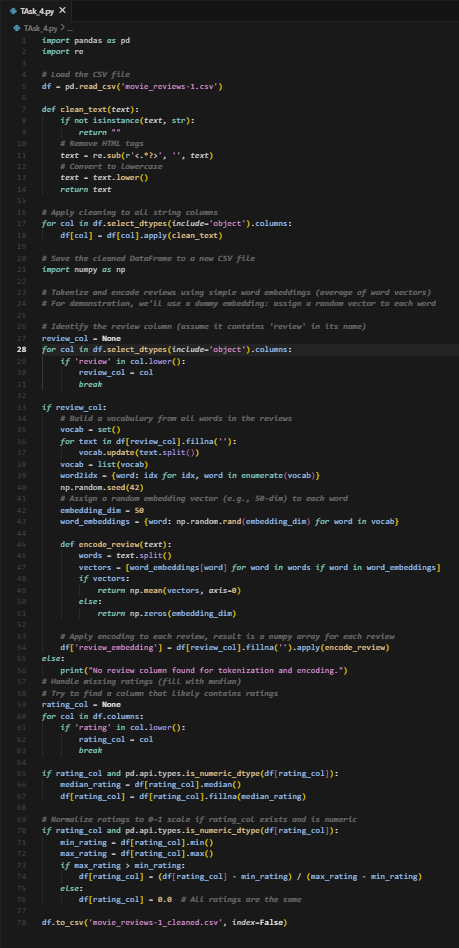 TAsk_4.py ✕
TAsk_4.py > ...
1 import pandas as pd
2 import re
3
4 # Load the CSV file
5 df = pd.read_csv('movie_reviews-1.csv')
6
7 def clean_text(text):
8     if not isinstance(text, str):
9         return ""
10     # Remove HTML tags
11     text = re.sub(r'<.*?>', '', text)
12     # Convert to lowercase
13     text = text.lower()
14     return text
15
16 # Apply cleaning to all string columns
17 for col in df.select_dtypes(include='object').columns:
18     df[col] = df[col].apply(clean_text)
19
20 # Save the cleaned DataFrame to a new CSV file
21 import numpy as np
22
23 # Tokenize and encode reviews using simple word embeddings (average of word vectors)
24 # For demonstration, we'll use a dummy embedding: assign a random vector to each word
25
26 # Identify the review column (assume it contains 'review' in its name)
27 review_col = None
28 for col in df.select_dtypes(include='object').columns:
29     if 'review' in col.lower():
30         review_col = col
31         break
32
33 if review_col:
34     # Build a vocabulary from all words in the reviews
35     vocab = set()
36     for text in df[review_col].fillna(''):
37         vocab.update(text.split())
38     vocab = list(vocab)
39     word2idx = {word: idx for idx, word in enumerate(vocab)}
40     np.random.seed(42)
41     # Assign a random embedding vector (e.g., 50-dim) to each word
42     embedding_dim = 50
43     word_embeddings = {word: np.random.rand(embedding_dim) for word in vocab}
44
45     def encode_review(text):
46         words = text.split()
47         vectors = [word_embeddings[word] for word in words if word in word_embeddings]
48         if vectors:
49             return np.mean(vectors, axis=0)
50         else:
51             return np.zeros(embedding_dim)
52
53     # Apply encoding to each review, result is a numpy array for each review
54     df['review_embedding'] = df[review_col].fillna('').apply(encode_review)
55 else:
56     print("No review column found for tokenization and encoding.")
57 # Handle missing ratings (fill with median)
58 # Try to find a column that likely contains ratings
59 rating_col = None
60 for col in df.columns:
61     if 'rating' in col.lower():
62         rating_col = col
63         break
64
65 if rating_col and pd.api.types.is_numeric_dtype(df[rating_col]):
66     median_rating = df[rating_col].median()
67     df[rating_col] = df[rating_col].fillna(median_rating)
68
69 # Normalize ratings to 0-1 scale if rating_col exists and is numeric
70 if rating_col and pd.api.types.is_numeric_dtype(df[rating_col]):
71     min_rating = df[rating_col].min()
72     max_rating = df[rating_col].max()
73     if max_rating > min_rating:
74         df[rating_col] = (df[rating_col] - min_rating) / (max_rating - min_rating)
75     else:
76         df[rating_col] = 0.0  # All ratings are the same
77
78 df.to_csv('movie_reviews-1_cleaned.csv', index=False)